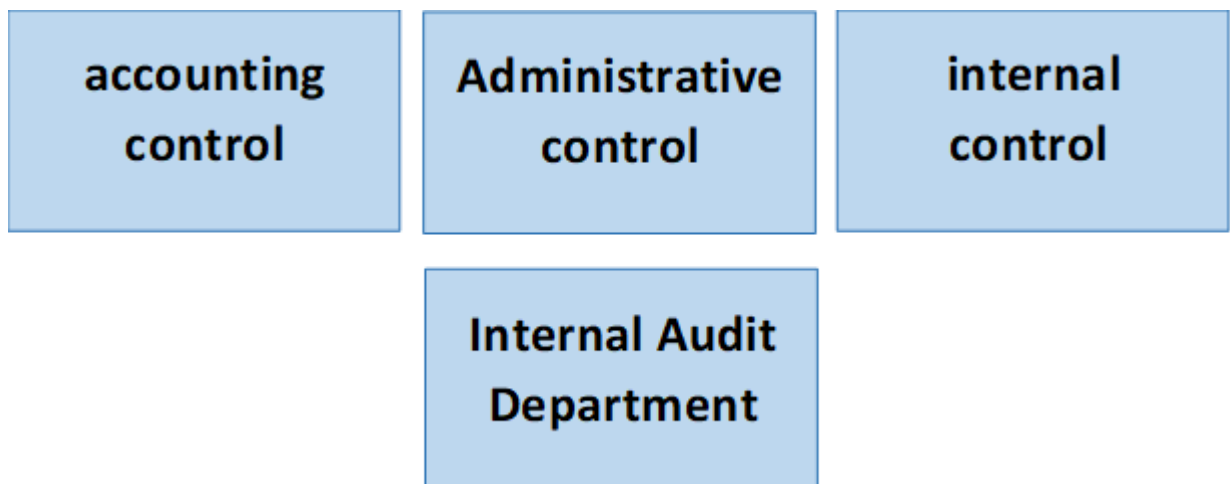 accounting
control
Administrative
control
internal
control
Internal Audit
Department